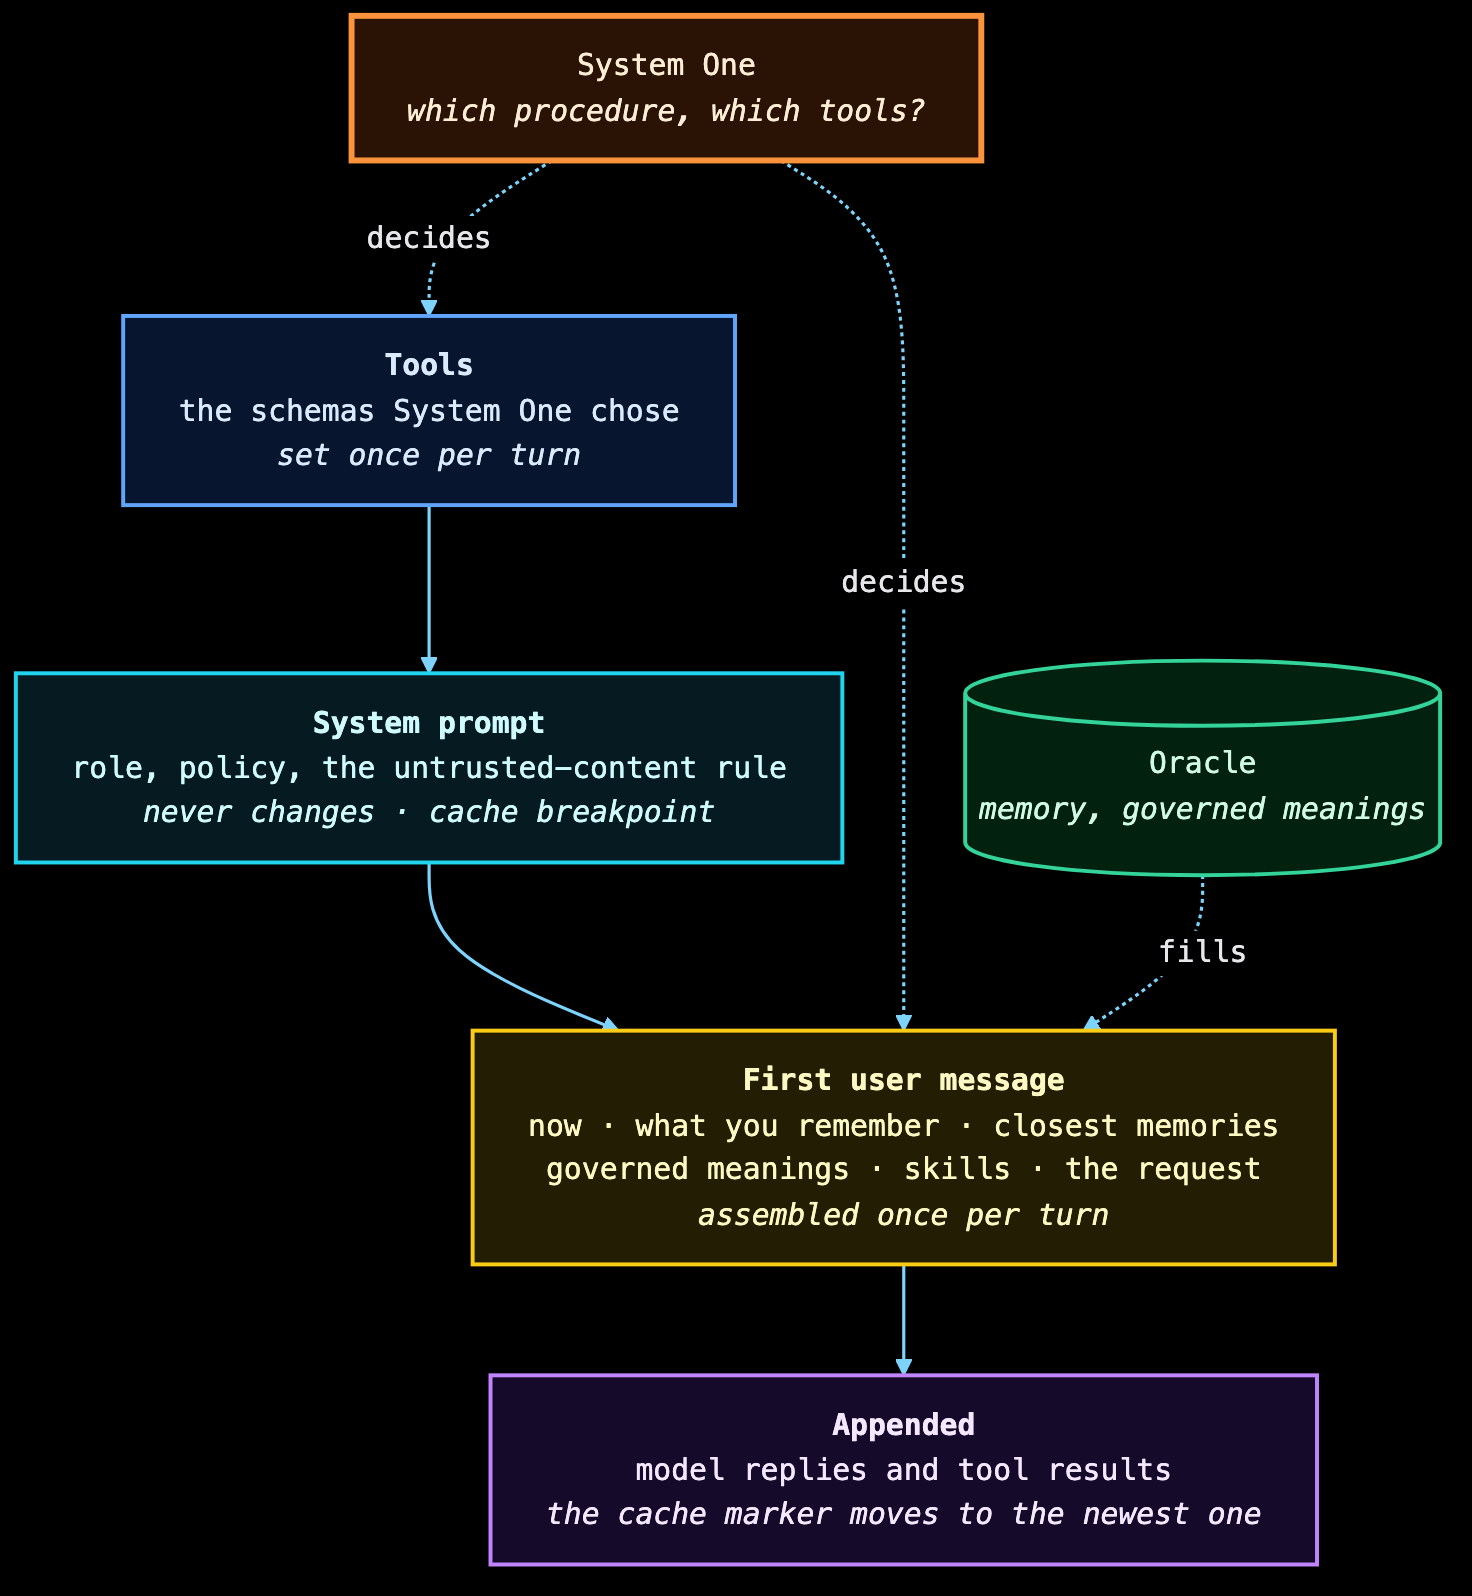 System One
which procedure, which tools?
decides
Tools
the schemas System One chose
set once per turn
decides
System prompt
role, policy, the untrusted–content rule
never changes · cache breakpoint
Oracle
memory, governed meanings
fills
First user message
now · what you remember · closest memories
governed meanings · skills · the request
assembled once per turn
Appended
model replies and tool results
the cache marker moves to the newest one